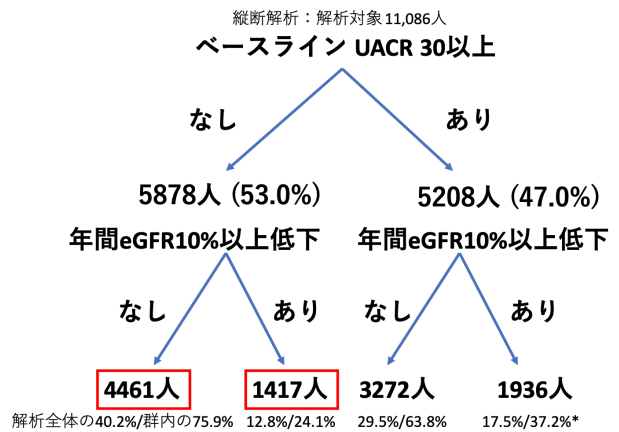 縦断解析：解析対象 11,086人
ベースライン UACR 30以上
なし あり
5878人 (53.0%) 5208人 (47.0%)
年間eGFR10%以上低下 年間eGFR10%以上低下
なし あり なし あり
4461人 1417人 3272人 1936人
解析全体の40.2%/群内の75.9% 12.8%/24.1% 29.5%/63.8% 17.5%/37.2%*